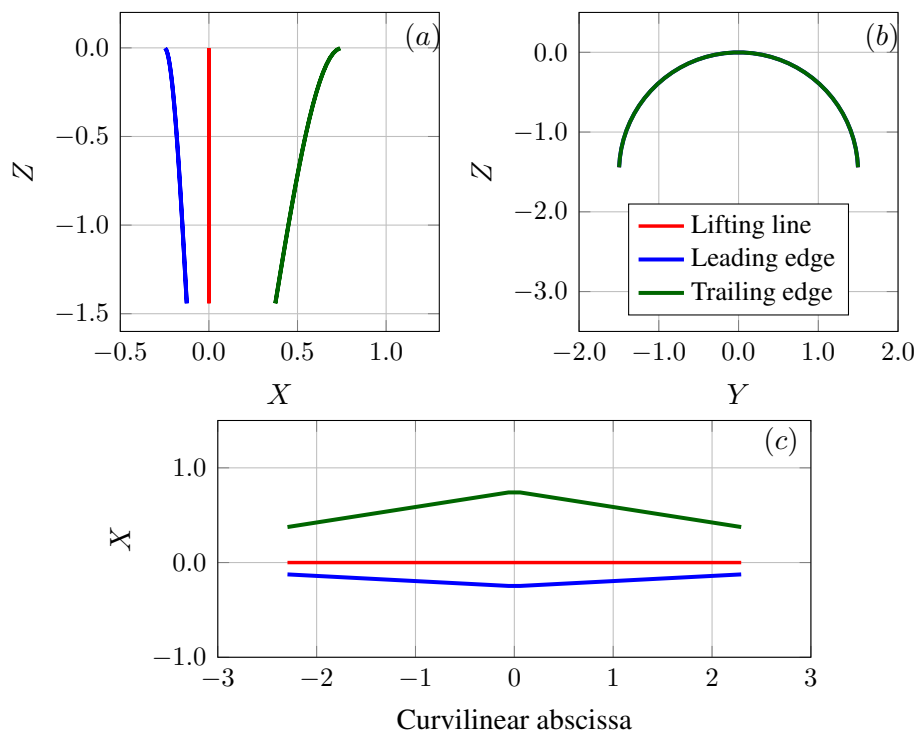 (a)
0.0
−0.5
−1.0
−1.5
Z
−0.5 0.0 0.5 1.0
X
(b)
0.0
−1.0
−2.0
−3.0
Z
Lifting line
Leading edge
Trailing edge
−2.0 −1.0 0.0 1.0 2.0
Y
(c)
1.0
0.0
−1.0
X
−3 −2 −1 0 1 2 3
Curvilinear abscissa